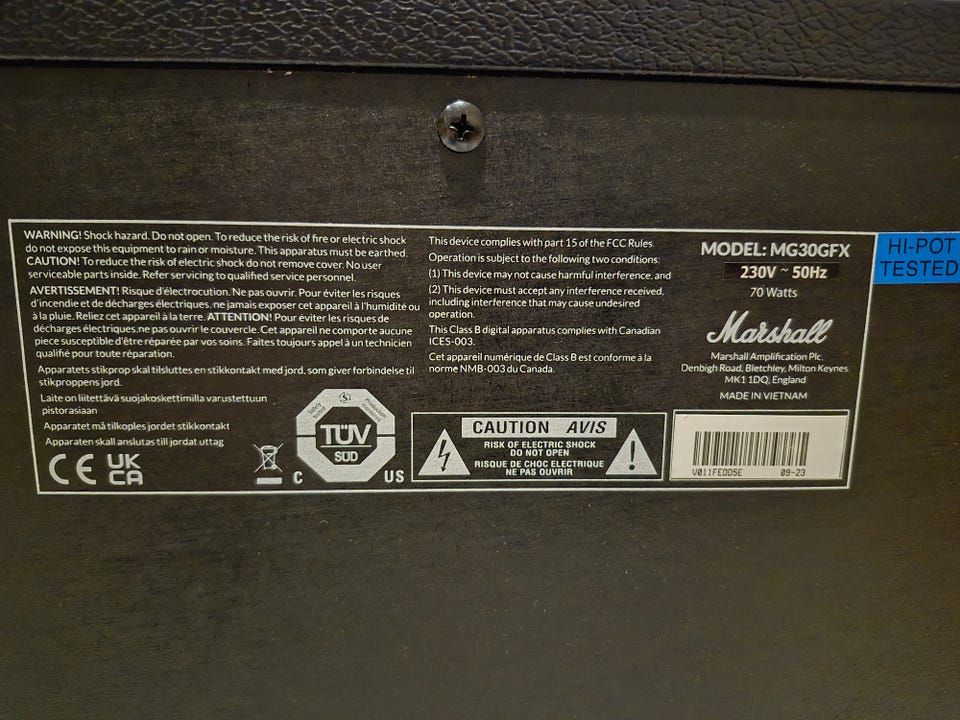 WARNING! Shock hazard. Do not open. To reduce the risk of fire or electric shock
do not expose this equipment to rain or moisture. This apparatus must be earthed.
CAUTION! To reduce the risk of electric shock do not remove cover. No user
serviceable parts inside. Refer servicing to qualified service personnel.
AVERTISSEMENT! Risque d'électrocution. Ne pas ouvrir. Pour éviter les risques
d'incendie et de décharges électriques, ne jamais exposer cet appareil à l'humidité ou
à la pluie. Reliez cet appareil à la terre. ATTENTION! Pour éviter les risques de
décharges électriques, ne pas ouvrir le couvercle. Cet appareil ne comporte aucune
piece susceptible d'être réparée par vos soins. Faites toujours appel à un technicien
qualifié pour toute réparation.
Apparatets stikprop skal tilsluttes en stikkontakt med jord, som giver forbindelse til
stikproppens jord.
Laite on liitettävä suojakoskettimilla varustettuun
pistorasiaan
Apparatet må tilkoples jordet stikkontakt
Apparaten skall anslutas till jordat uttag
CE UK
CA
TÜV
SÜD
C US
This device complies with part 15 of the FCC Rules.
Operation is subject to the following two conditions:
(1) This device may not cause harmful interference, and
(2) This device must accept any interference received,
including interference that may cause undesired
operation.
This Class B digital apparatus complies with Canadian
ICES-003.
Cet appareil numérique de Class B est conforme à la
norme NMB-003 du Canada.
CAUTION AVIS
RISK OF ELECTRIC SHOCK
DO NOT OPEN
RISQUE DE CHOC ELECTRIQUE
NE PAS OUVRIR
MODEL: MG30GFX
230V ~ 50Hz
70 Watts
Marshall
Marshall Amplification Plc.
Denbigh Road, Bletchley, Milton Keynes
MK1 1DQ, England
MADE IN VIETNAM
V011FEDD5E 09-23
HI-POT
TESTED